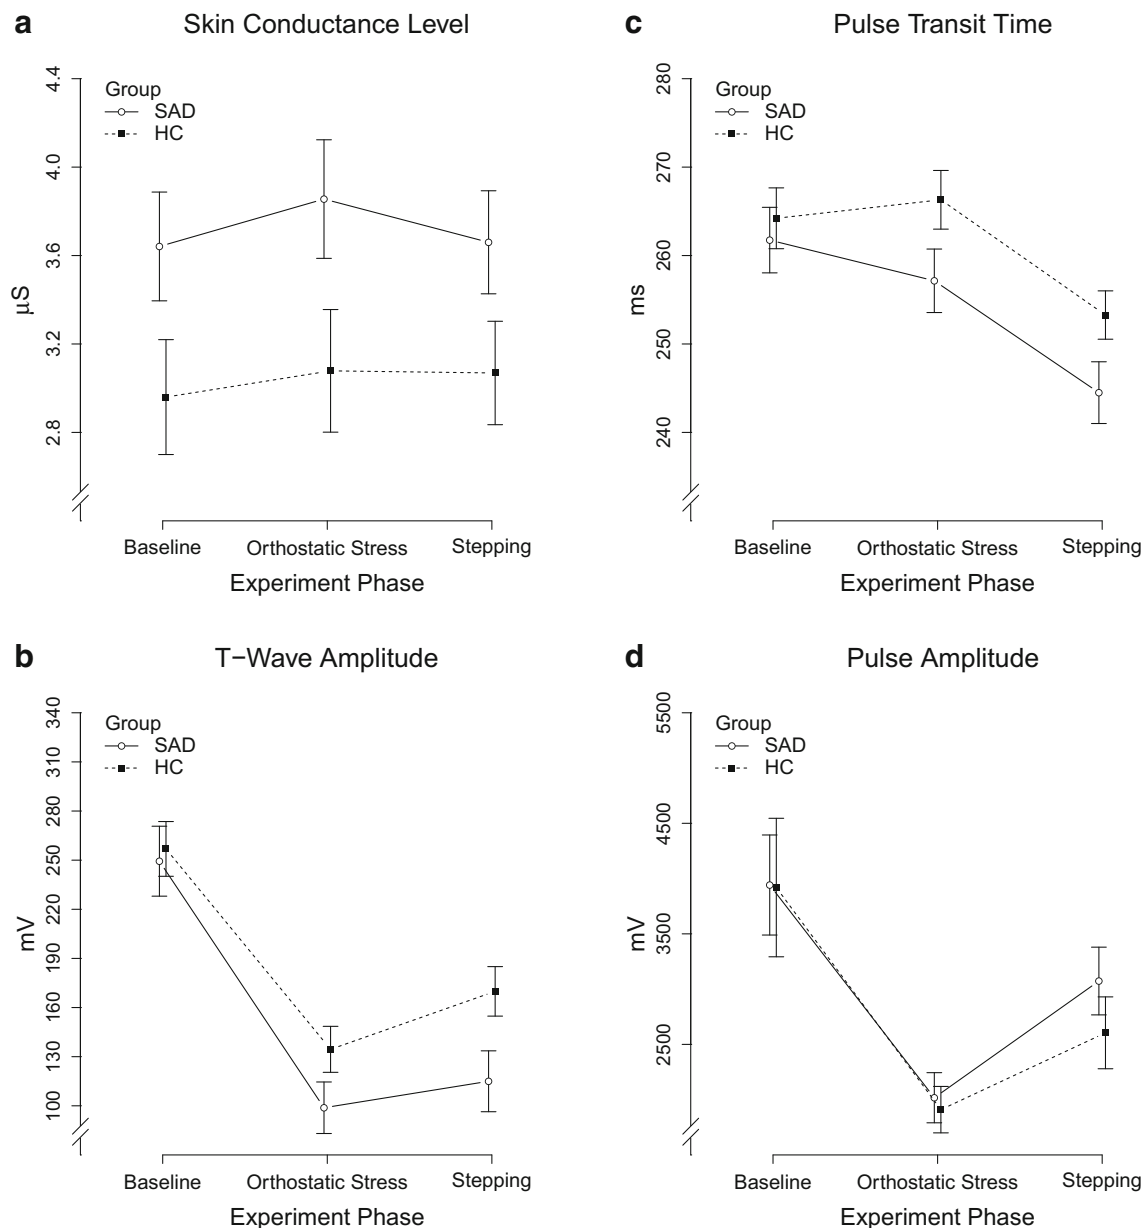 a Skin Conductance Level
4.4
4.0
3.6
3.2
2.8
µS
Group
SAD
HC
Baseline Orthostatic Stress Stepping
Experiment Phase
c Pulse Transit Time
280
270
260
250
240
ms
Group
SAD
HC
Baseline Orthostatic Stress Stepping
Experiment Phase
b T−Wave Amplitude
340
310
280
250
220
190
160
130
100
mV
Group
SAD
HC
Baseline Orthostatic Stress Stepping
Experiment Phase
d Pulse Amplitude
5500
4500
3500
2500
mV
Group
SAD
HC
Baseline Orthostatic Stress Stepping
Experiment Phase